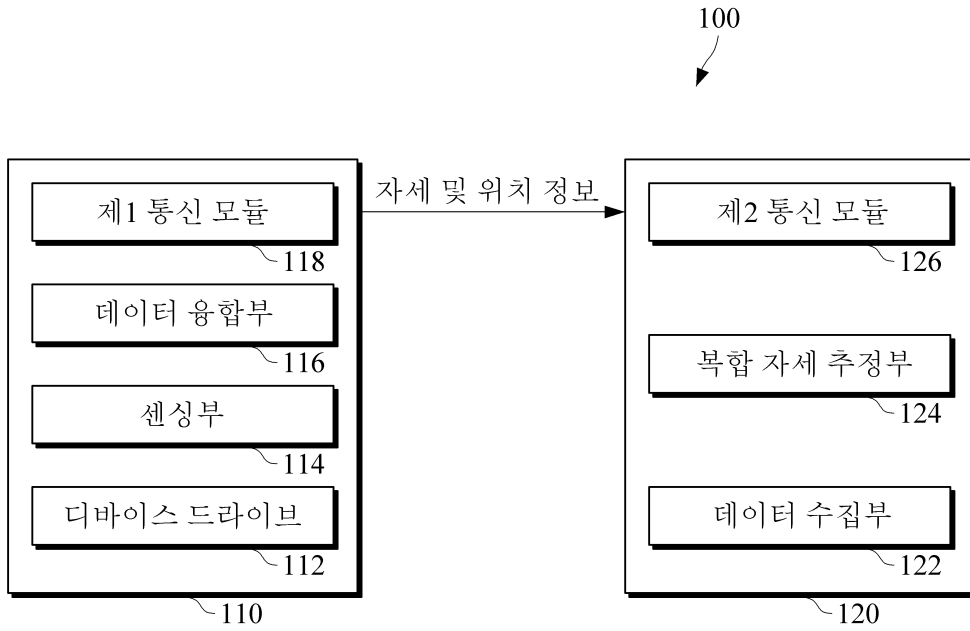 100
자세 및 위치 정보
제1 통신 모듈
118
데이터 융합부
116
센싱부
114
디바이스 드라이브
112
110
제2 통신 모듈
126
복합 자세 추정부
124
데이터 수집부
122
120